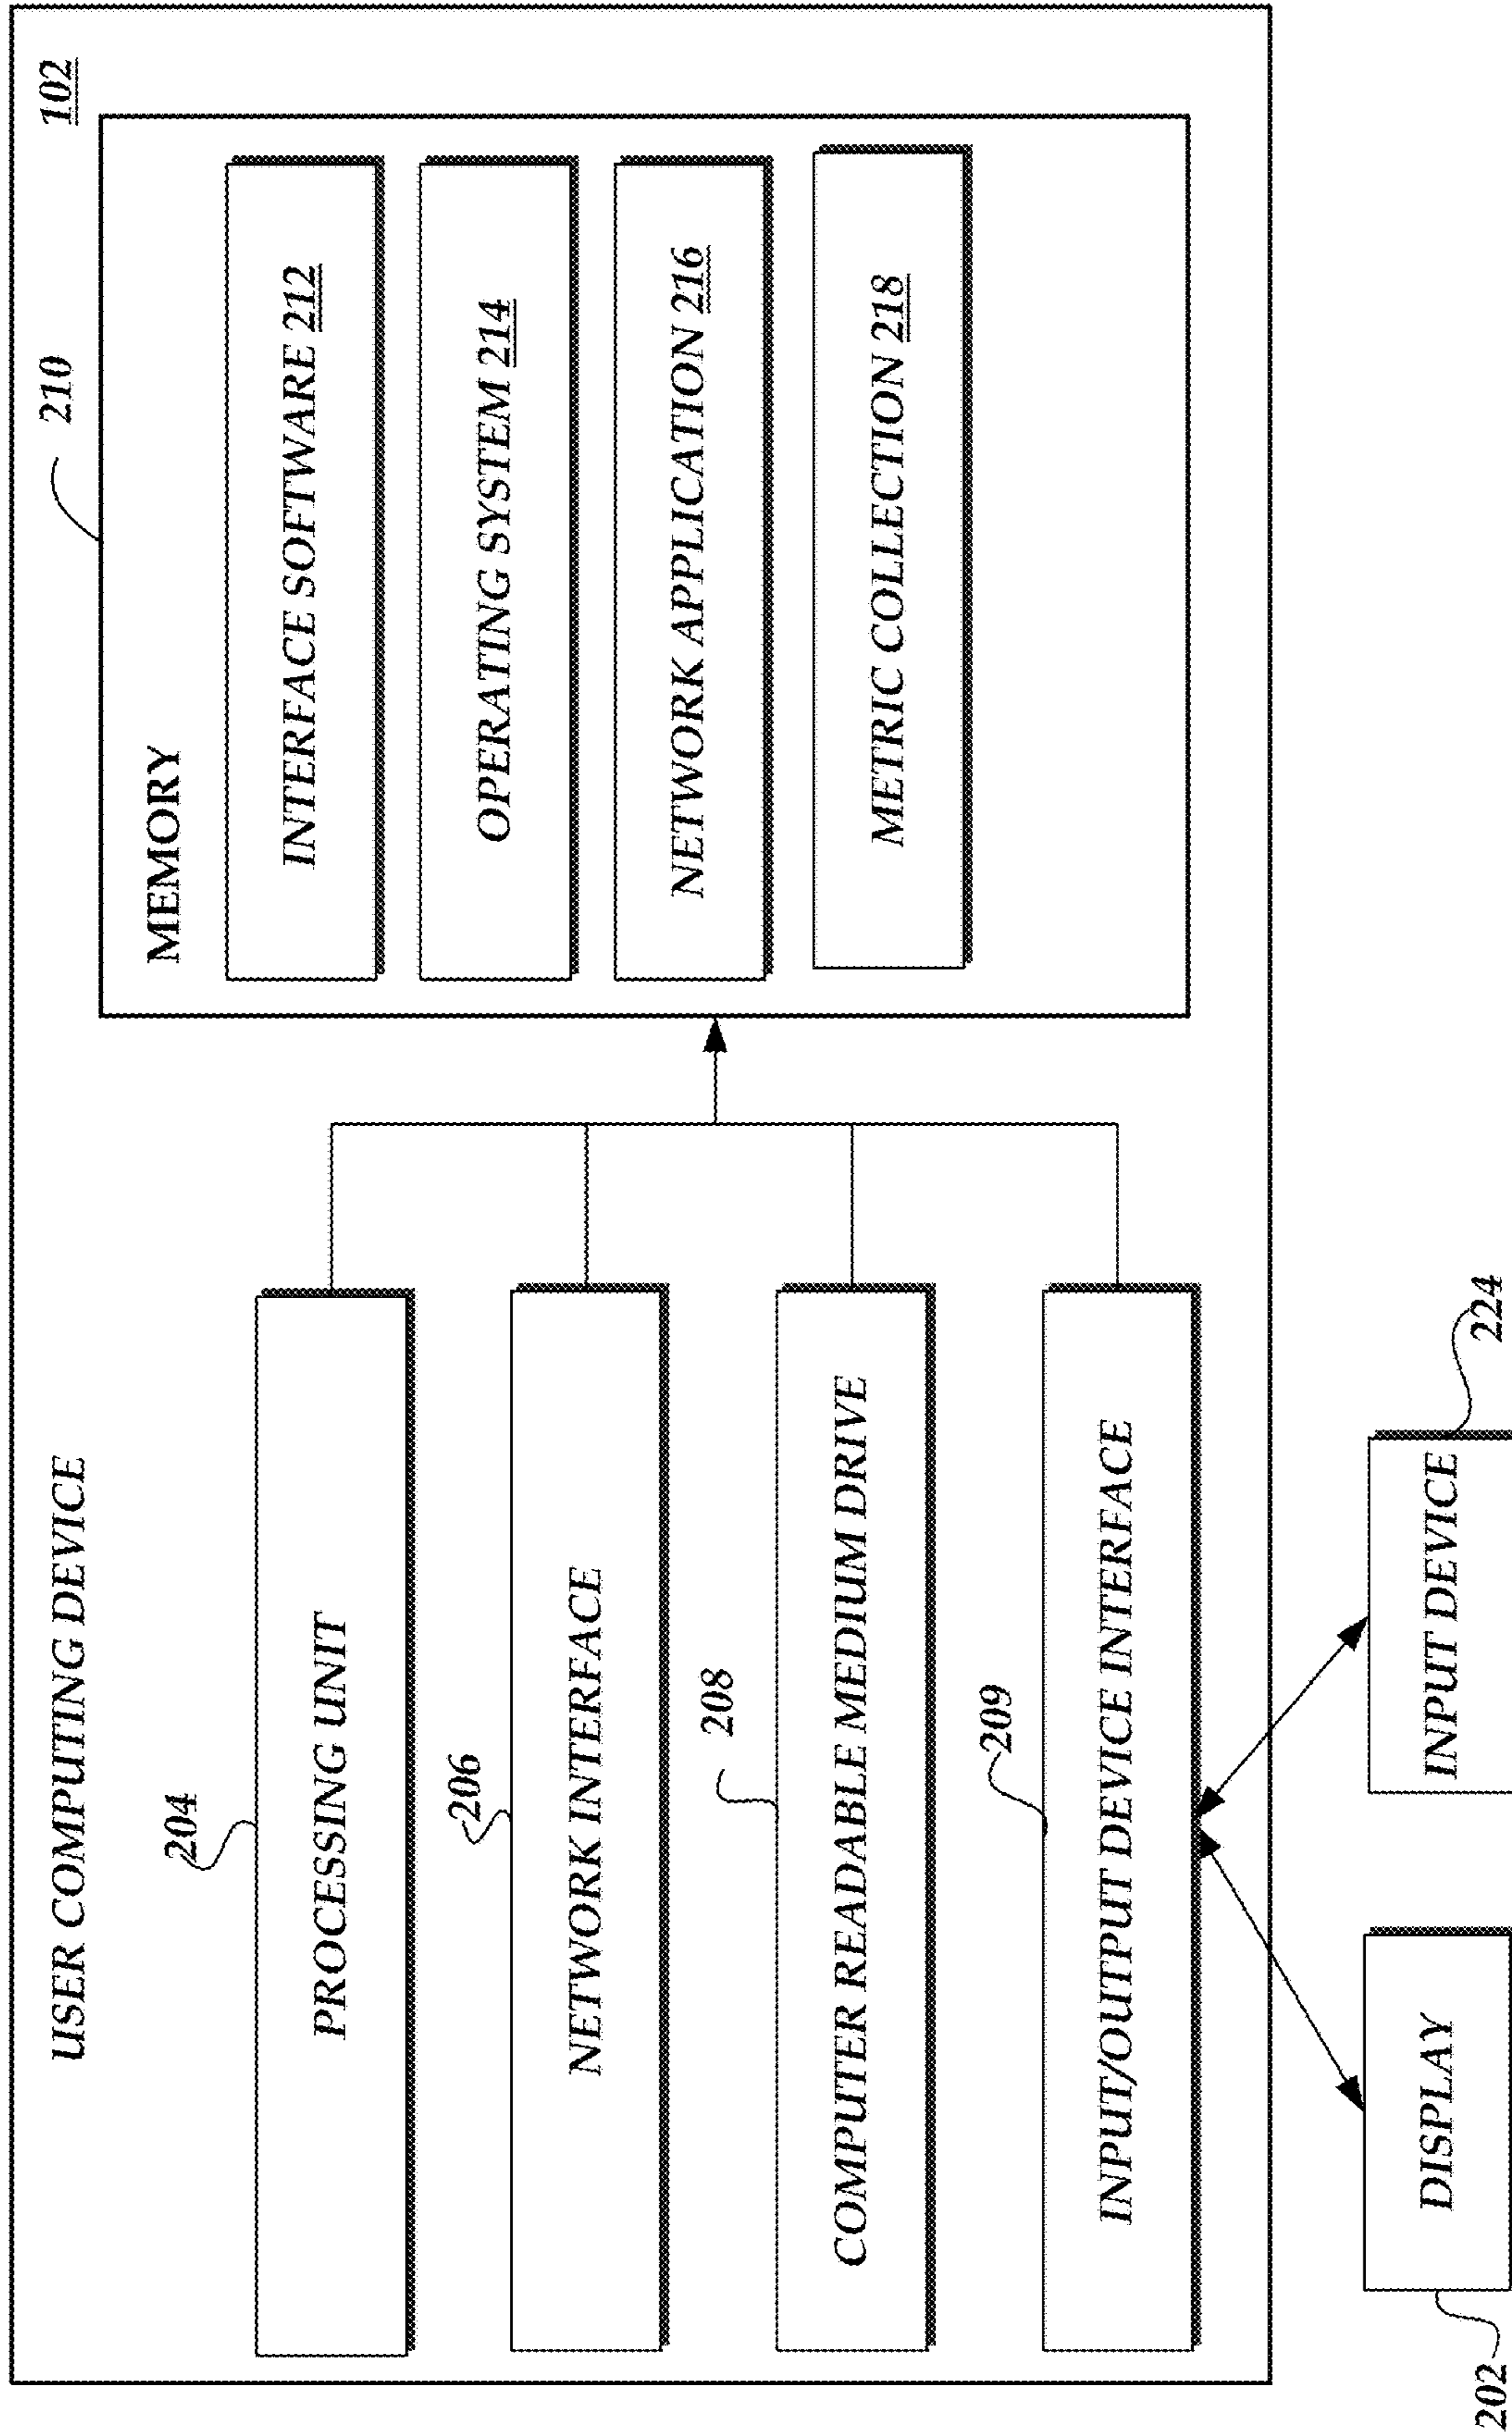 USER COMPUTING DEVICE
102
204
PROCESSING UNIT
206
NETWORK INTERFACE
208
COMPUTER READABLE MEDIUM DRIVE
209
INPUT/OUTPUT DEVICE INTERFACE
210
MEMORY
INTERFACE SOFTWARE 212
OPERATING SYSTEM 214
NETWORK APPLICATION 216
METRIC COLLECTION 218
202
DISPLAY
INPUT DEVICE
224